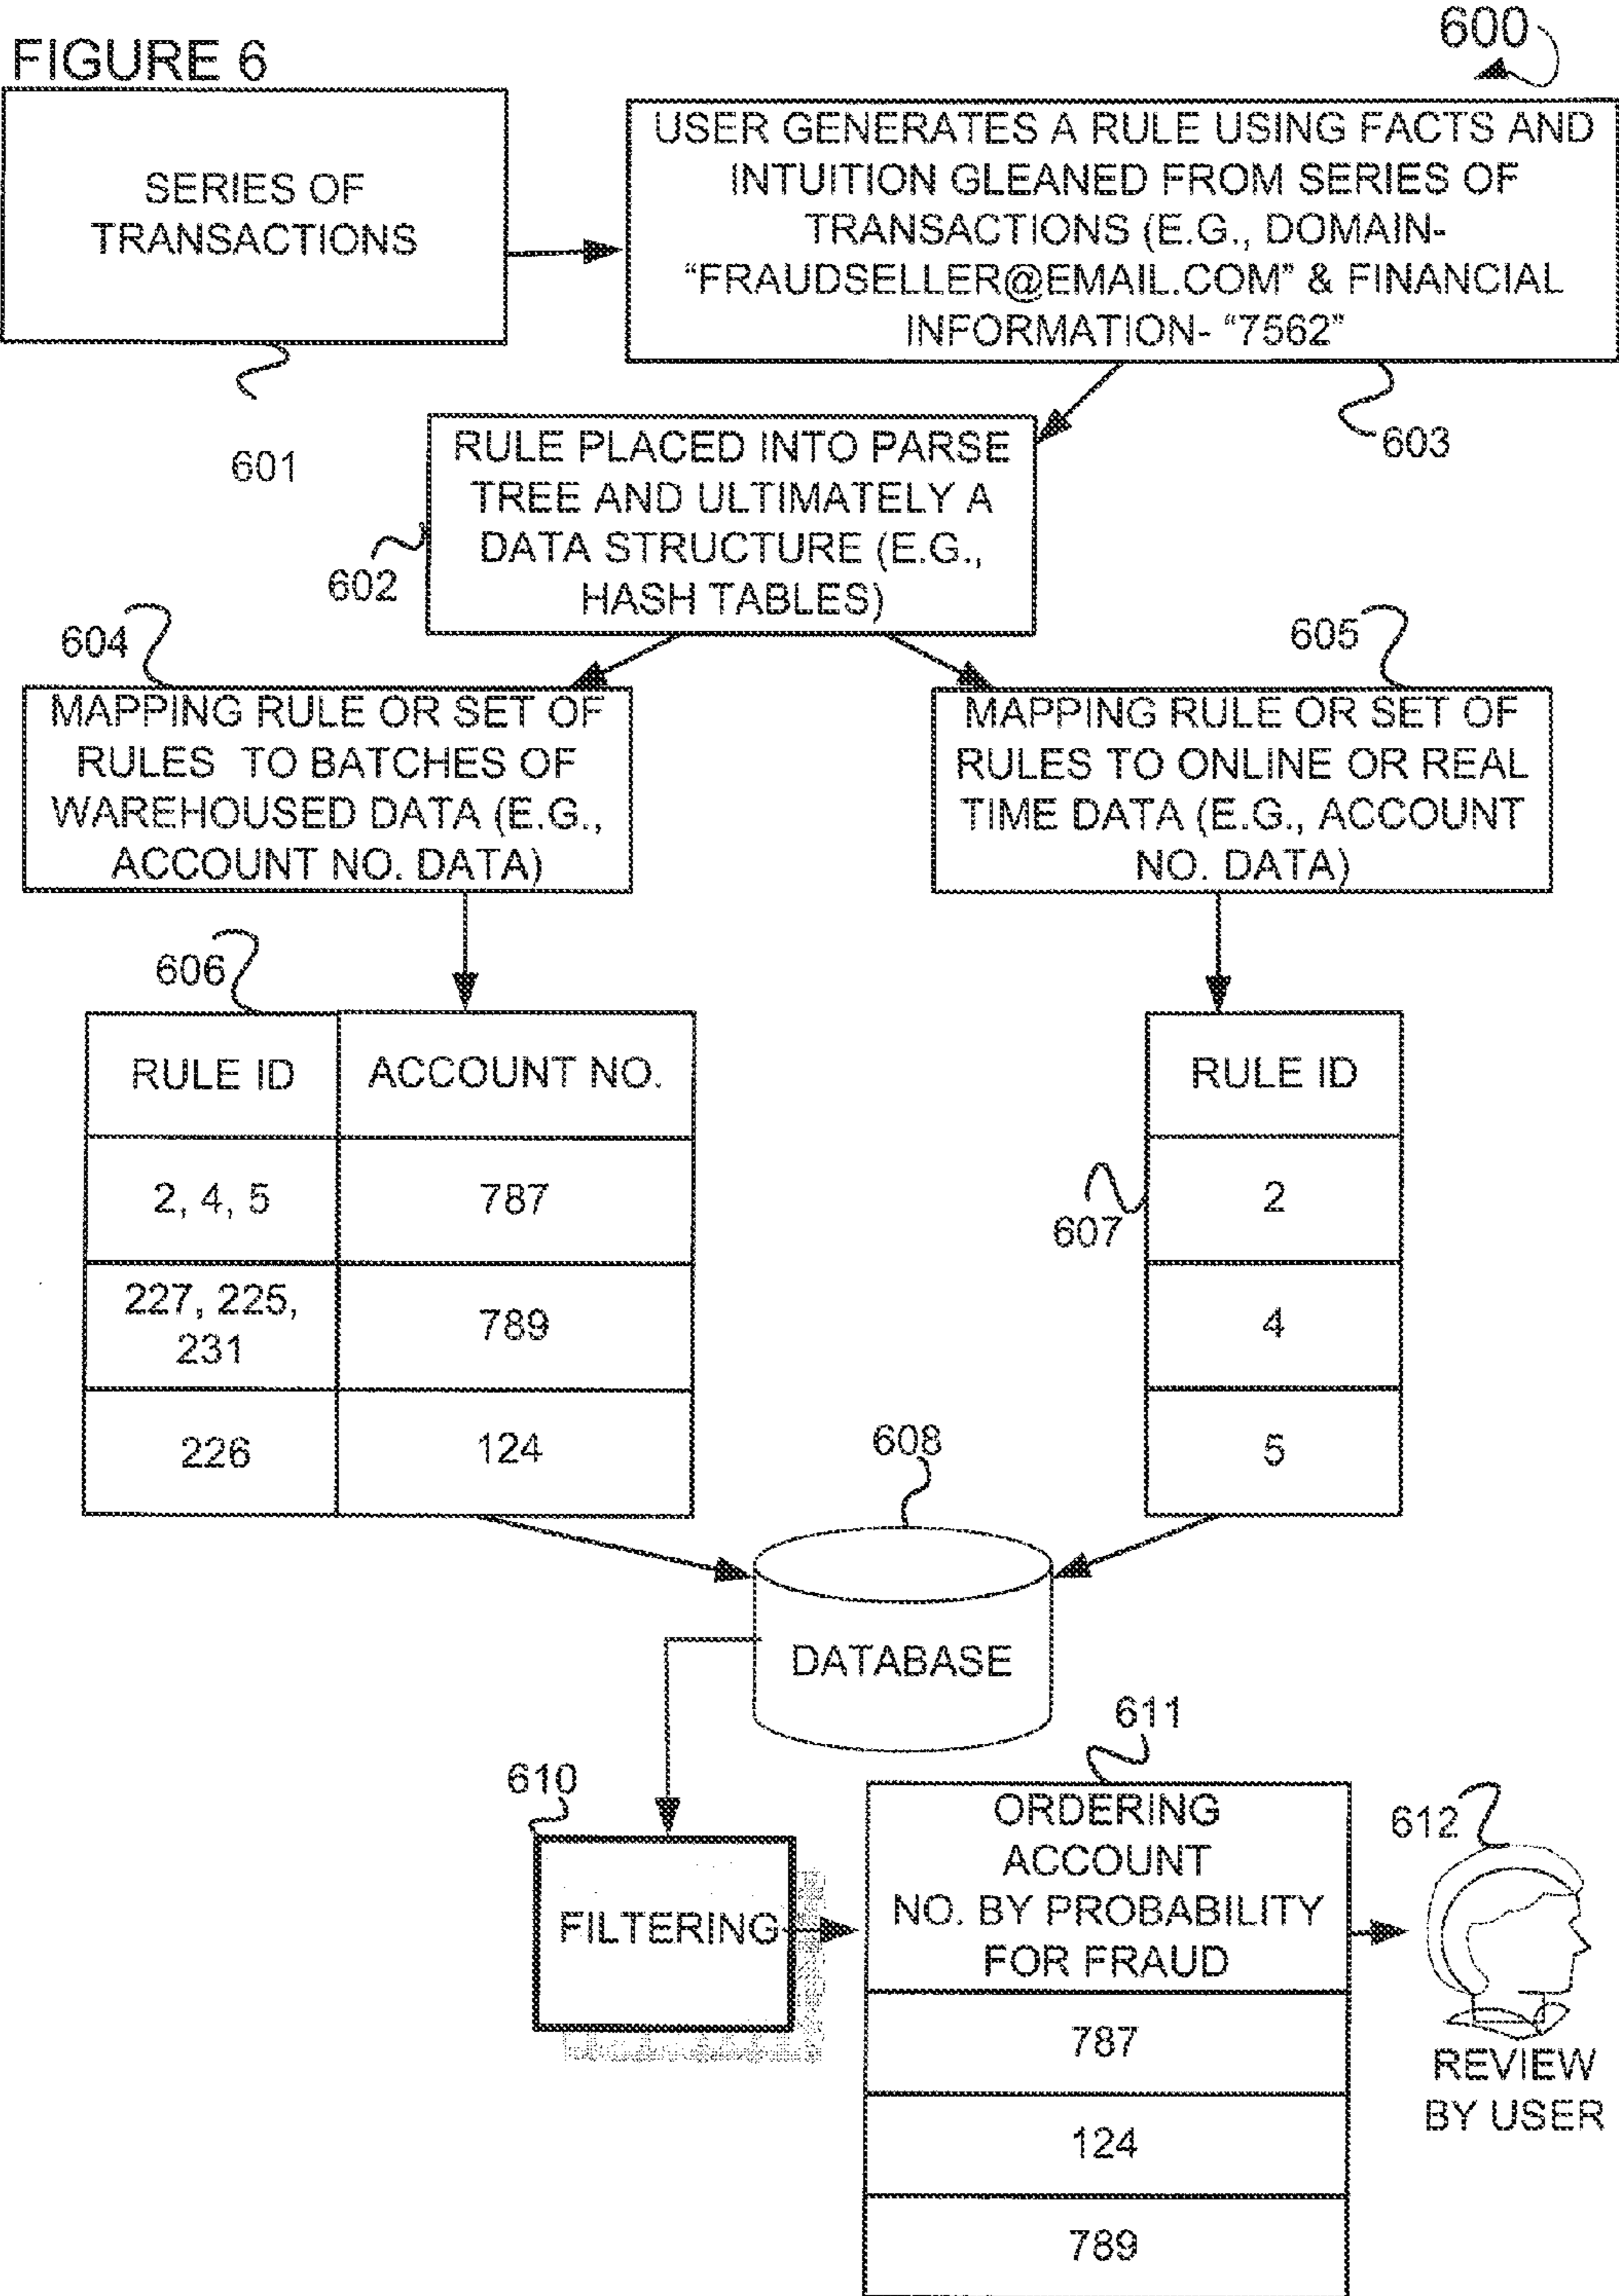 FIGURE 6
600
SERIES OF
TRANSACTIONS
USER GENERATES A RULE USING FACTS AND
INTUITION GLEANED FROM SERIES OF
TRANSACTIONS (E.G., DOMAIN-
“FRAUDSELLER@EMAIL.COM” & FINANCIAL
INFORMATION- “7562”
601
603
RULE PLACED INTO PARSE
TREE AND ULTIMATELY A
DATA STRUCTURE (E.G.,
HASH TABLES)
602
604
605
MAPPING RULE OR SET OF
RULES TO BATCHES OF
WAREHOUSED DATA (E.G.,
ACCOUNT NO. DATA)
MAPPING RULE OR SET OF
RULES TO ONLINE OR REAL
TIME DATA (E.G., ACCOUNT
NO. DATA)
606
RULE ID
ACCOUNT NO.
2, 4, 5
787
227, 225,
231
789
226
124
RULE ID
607
2
4
5
608
DATABASE
610
FILTERING
611
ORDERING
ACCOUNT
NO. BY PROBABILITY
FOR FRAUD
787
124
789
612
REVIEW
BY USER